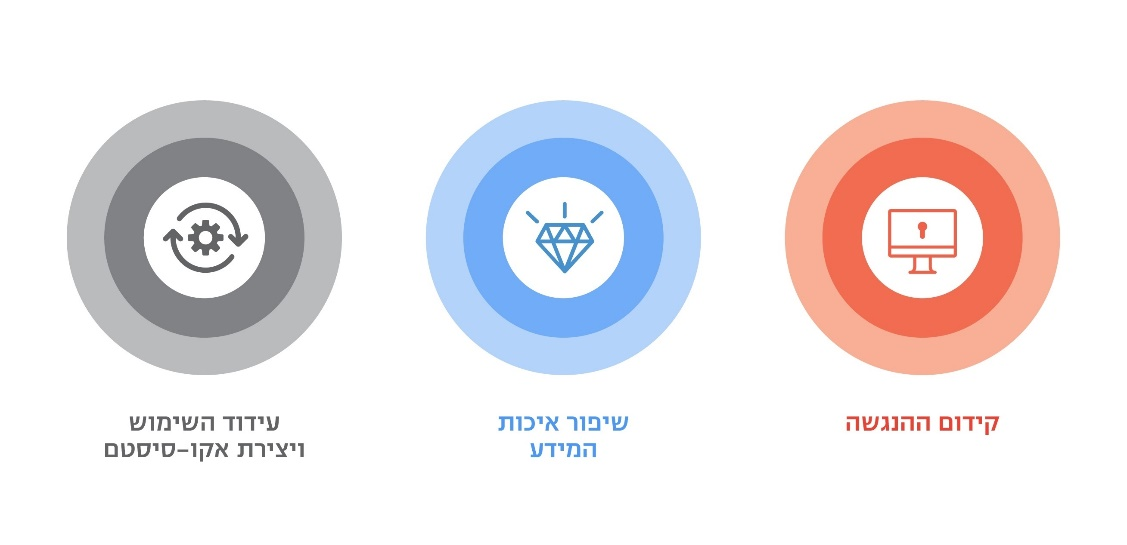 קידום ההנגשה
שיפור איכות
המידע
עידוד השימוש
ויצירת אקו-סיסטם